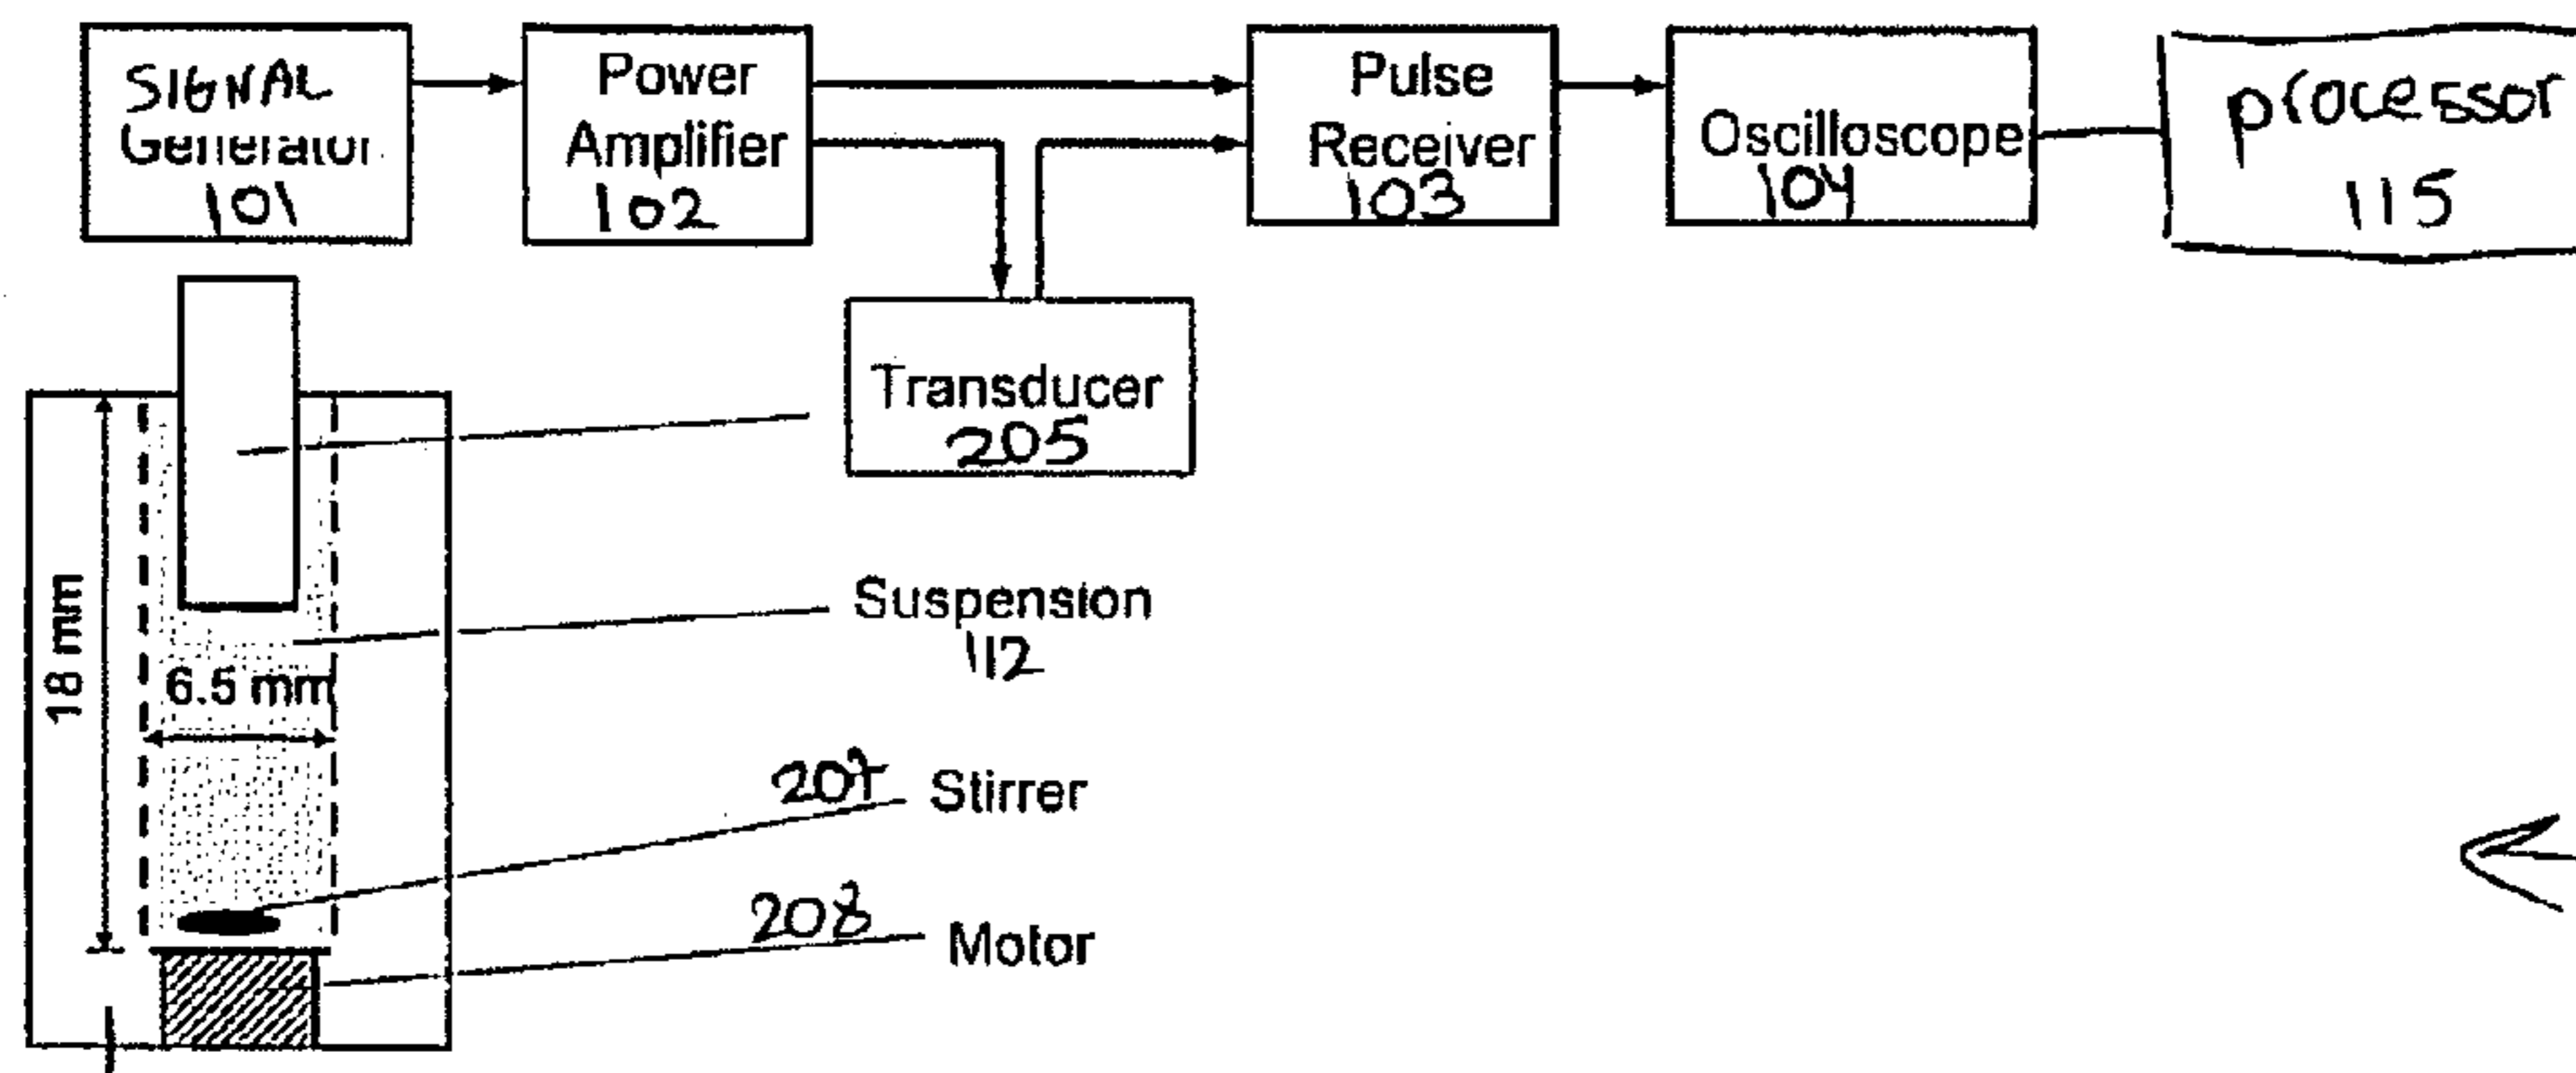 SIGNAL
Generator
101
Power
Amplifier
102
Pulse
Receiver
103
Oscilloscope
104
processor
115
Transducer
205
Suspension
112
18 mm
6.5 mm
207 Stirrer
208 Motor